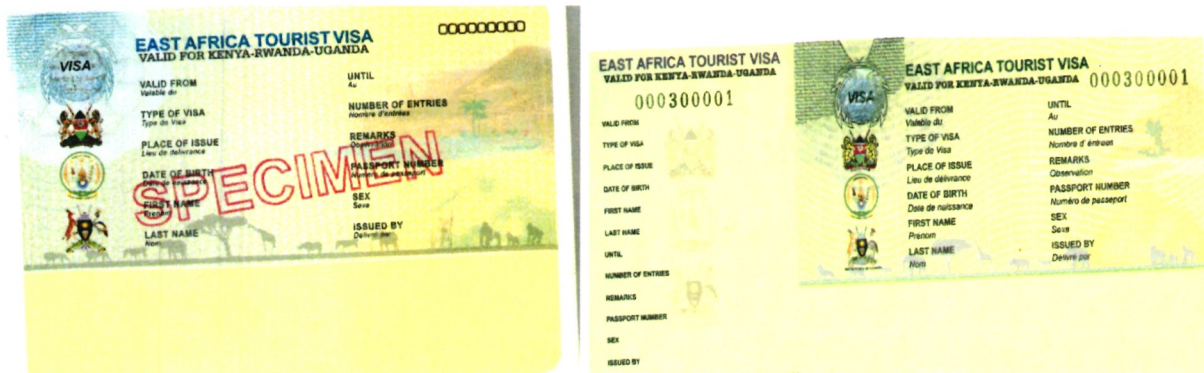 EAST AFRICA TOURIST VISA
VALID FOR KENYA-RWANDA-UGANDA
000000000
VISA
VALID FROM
Valable du
UNTIL
Au
TYPE OF VISA
Type de Visa
NUMBER OF ENTRIES
Nombre d'entrées
PLACE OF ISSUE
Lieu de délivrance
REMARKS
SPECIMEN
DATE OF BIRTH
PASSPORT NUMBER
Numéro de passeport
FIRST NAME
Prenom
SEX
Sexe
LAST NAME
Nom
ISSUED BY
Délivré par
EAST AFRICA TOURIST VISA
VALID FOR KENYA-RWANDA-UGANDA
000300001
VALID FROM
TYPE OF VISA
PLACE OF ISSUE
DATE OF BIRTH
FIRST NAME
LAST NAME
UNTIL
NUMBER OF ENTRIES
REMARKS
PASSPORT NUMBER
SEX
ISSUED BY
VISA
EAST AFRICA TOURIST VISA
VALID FOR KENYA-RWANDA-UGANDA
000300001
VALID FROM
Valable du
UNTIL
Au
TYPE OF VISA
Type de Visa
NUMBER OF ENTRIES
Nombre d' entrees
PLACE OF ISSUE
Lieu de délivrance
REMARKS
Observation
DATE OF BIRTH
Date de naissance
PASSPORT NUMBER
Numéro de passeport
FIRST NAME
Prenom
SEX
Sexe
LAST NAME
Nom
ISSUED BY
Délivré par